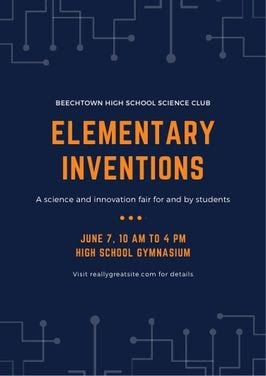 BEECHTOWN HIGH SCHOOL SCIENCE CLUB
ELEMENTARY
INVENTIONS
A science and innovation fair for and by students
JUNE 7, 10 AM TO 4 PM
HIGH SCHOOL GYMNASIUM
Visit reallygreatsite.com for details